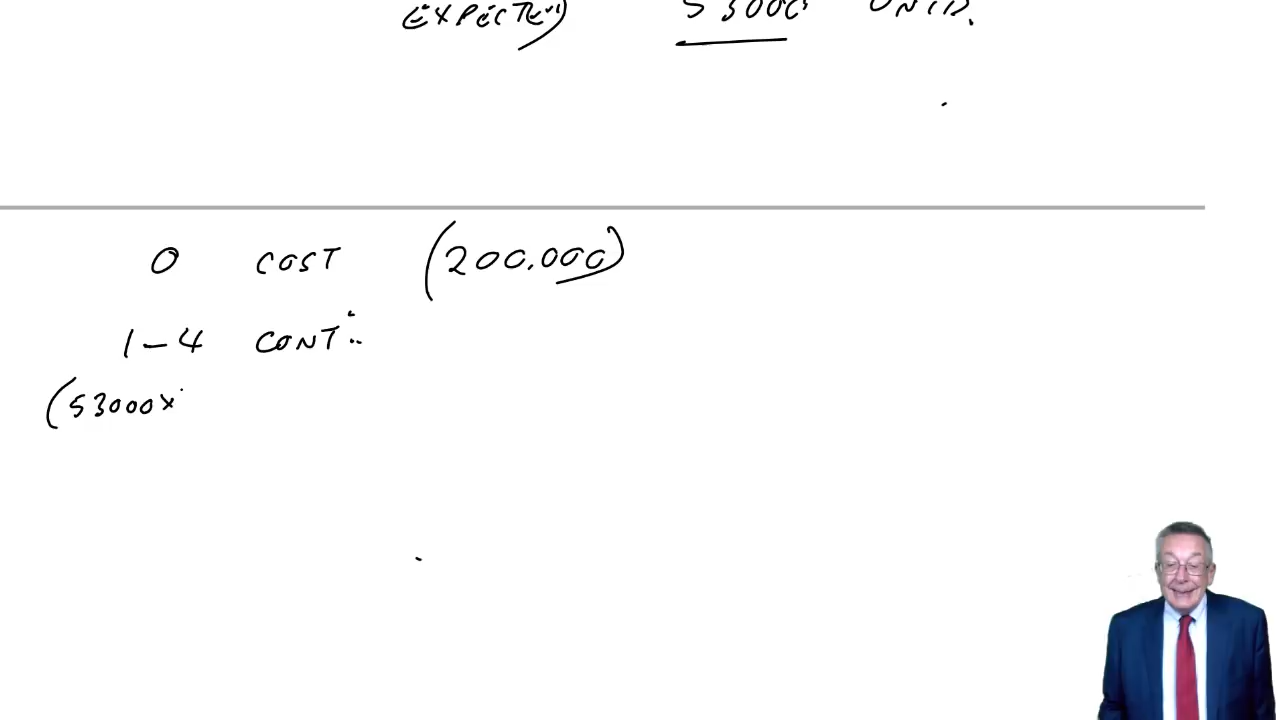 EXPECTED 53000 UNITS.
0 COST (200,000)
1-4 CONT:
(53000x